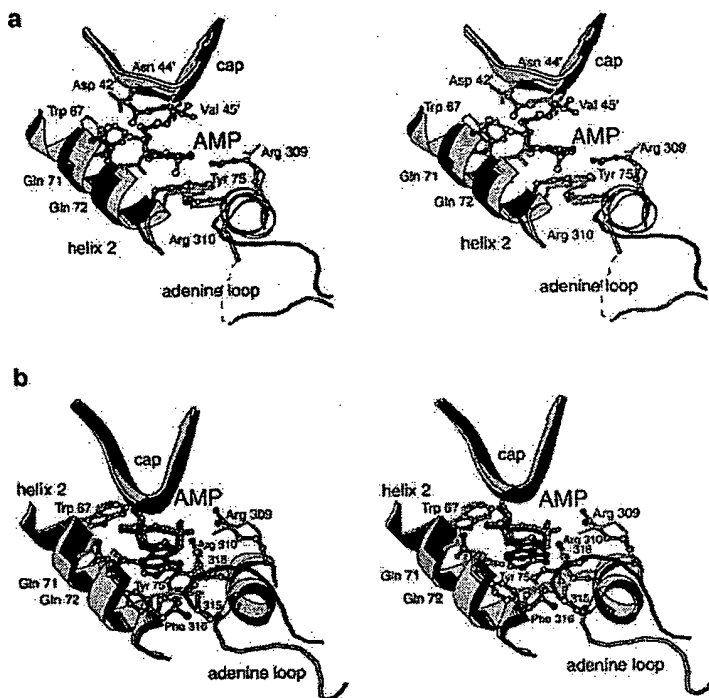 a
Asn 44'
cap
Asp 42'
Trp 67
Val 45'
AMP
Arg 309
Gln 71
Tyr 75
Gln 72
helix 2
Arg 310
adenine loop
Asn 44'
cap
Asp 42'
Trp 67
Val 45'
AMP
Arg 309
Gln 71
Tyr 75
Gln 72
helix 2
Arg 310
adenine loop
b
cap
helix 2
AMP
Trp 67
Arg 309
Arg 310
318
Gln 71
Tyr 75
Gln 72
315
Phe 316
adenine loop
cap
helix 2
AMP
Trp 67
Arg 309
Arg 310
318
Gln 71
Tyr 75
Gln 72
315
Phe 316
adenine loop